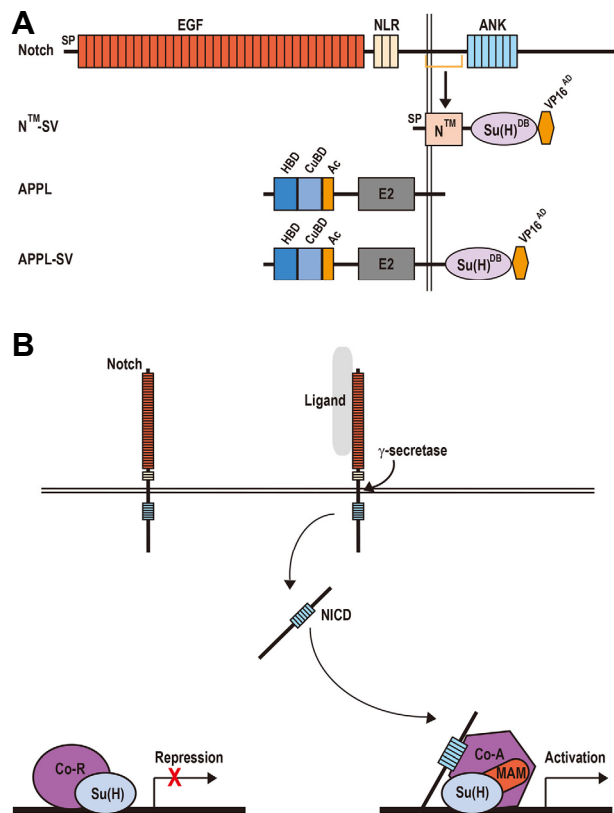 A
EGF
NLR
ANK
Notch
SP
N^TM-SV
SP
N^TM
Su(H)^DB
VP16^AD
APPL
HBD
CuBD
Ac
E2
APPL-SV
HBD
CuBD
Ac
E2
Su(H)^DB
VP16^AD
B
Notch
Ligand
γ-secretase
NICD
Co-R
Su(H)
Repression
X
Co-A
MAM
Su(H)
Activation